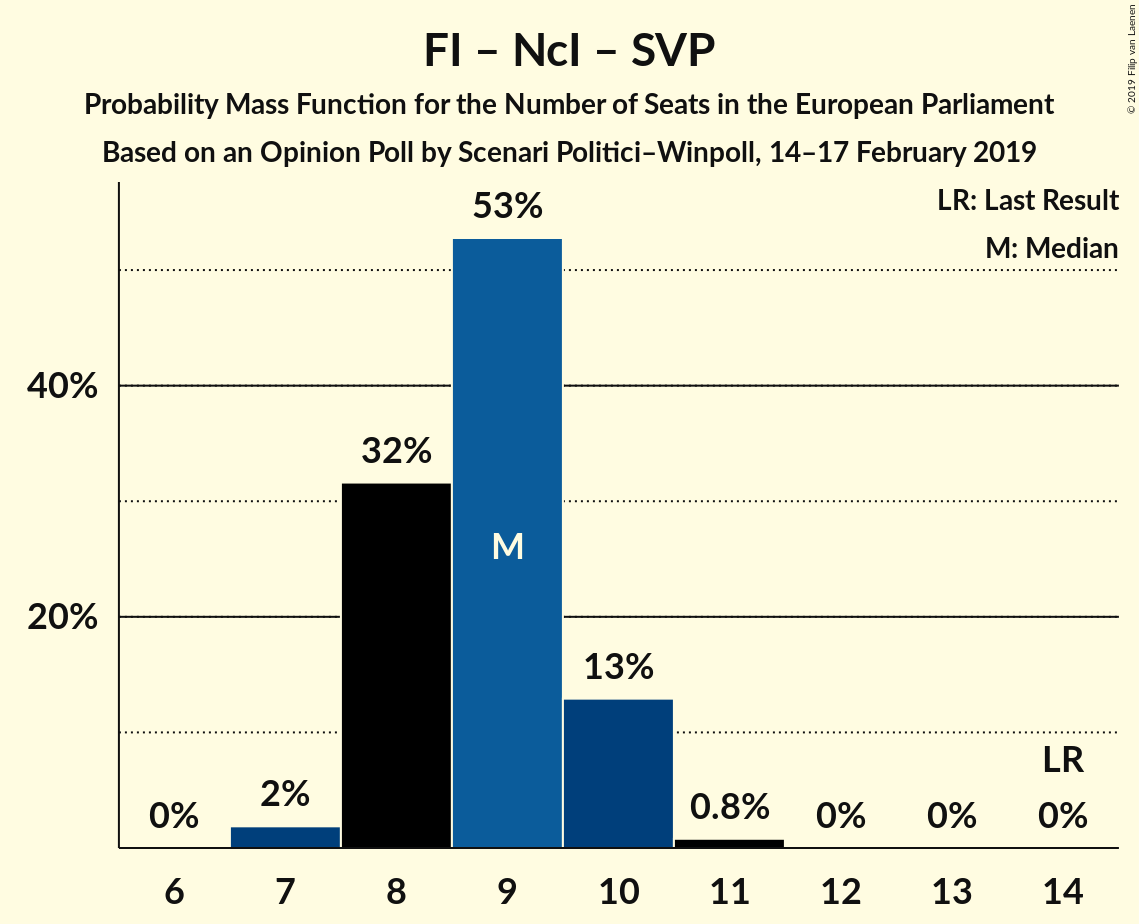 FI – NcI – SVP
Probability Mass Function for the Number of Seats in the European Parliament
Based on an Opinion Poll by Scenari Politici–Winpoll, 14–17 February 2019
© 2019 Filip van Laenen
LR: Last Result
M: Median
53%
40%
32%
M
20%
13%
LR
0%
2%
0.8%
0%
0%
0%
6
7
8
9
10
11
12
13
14